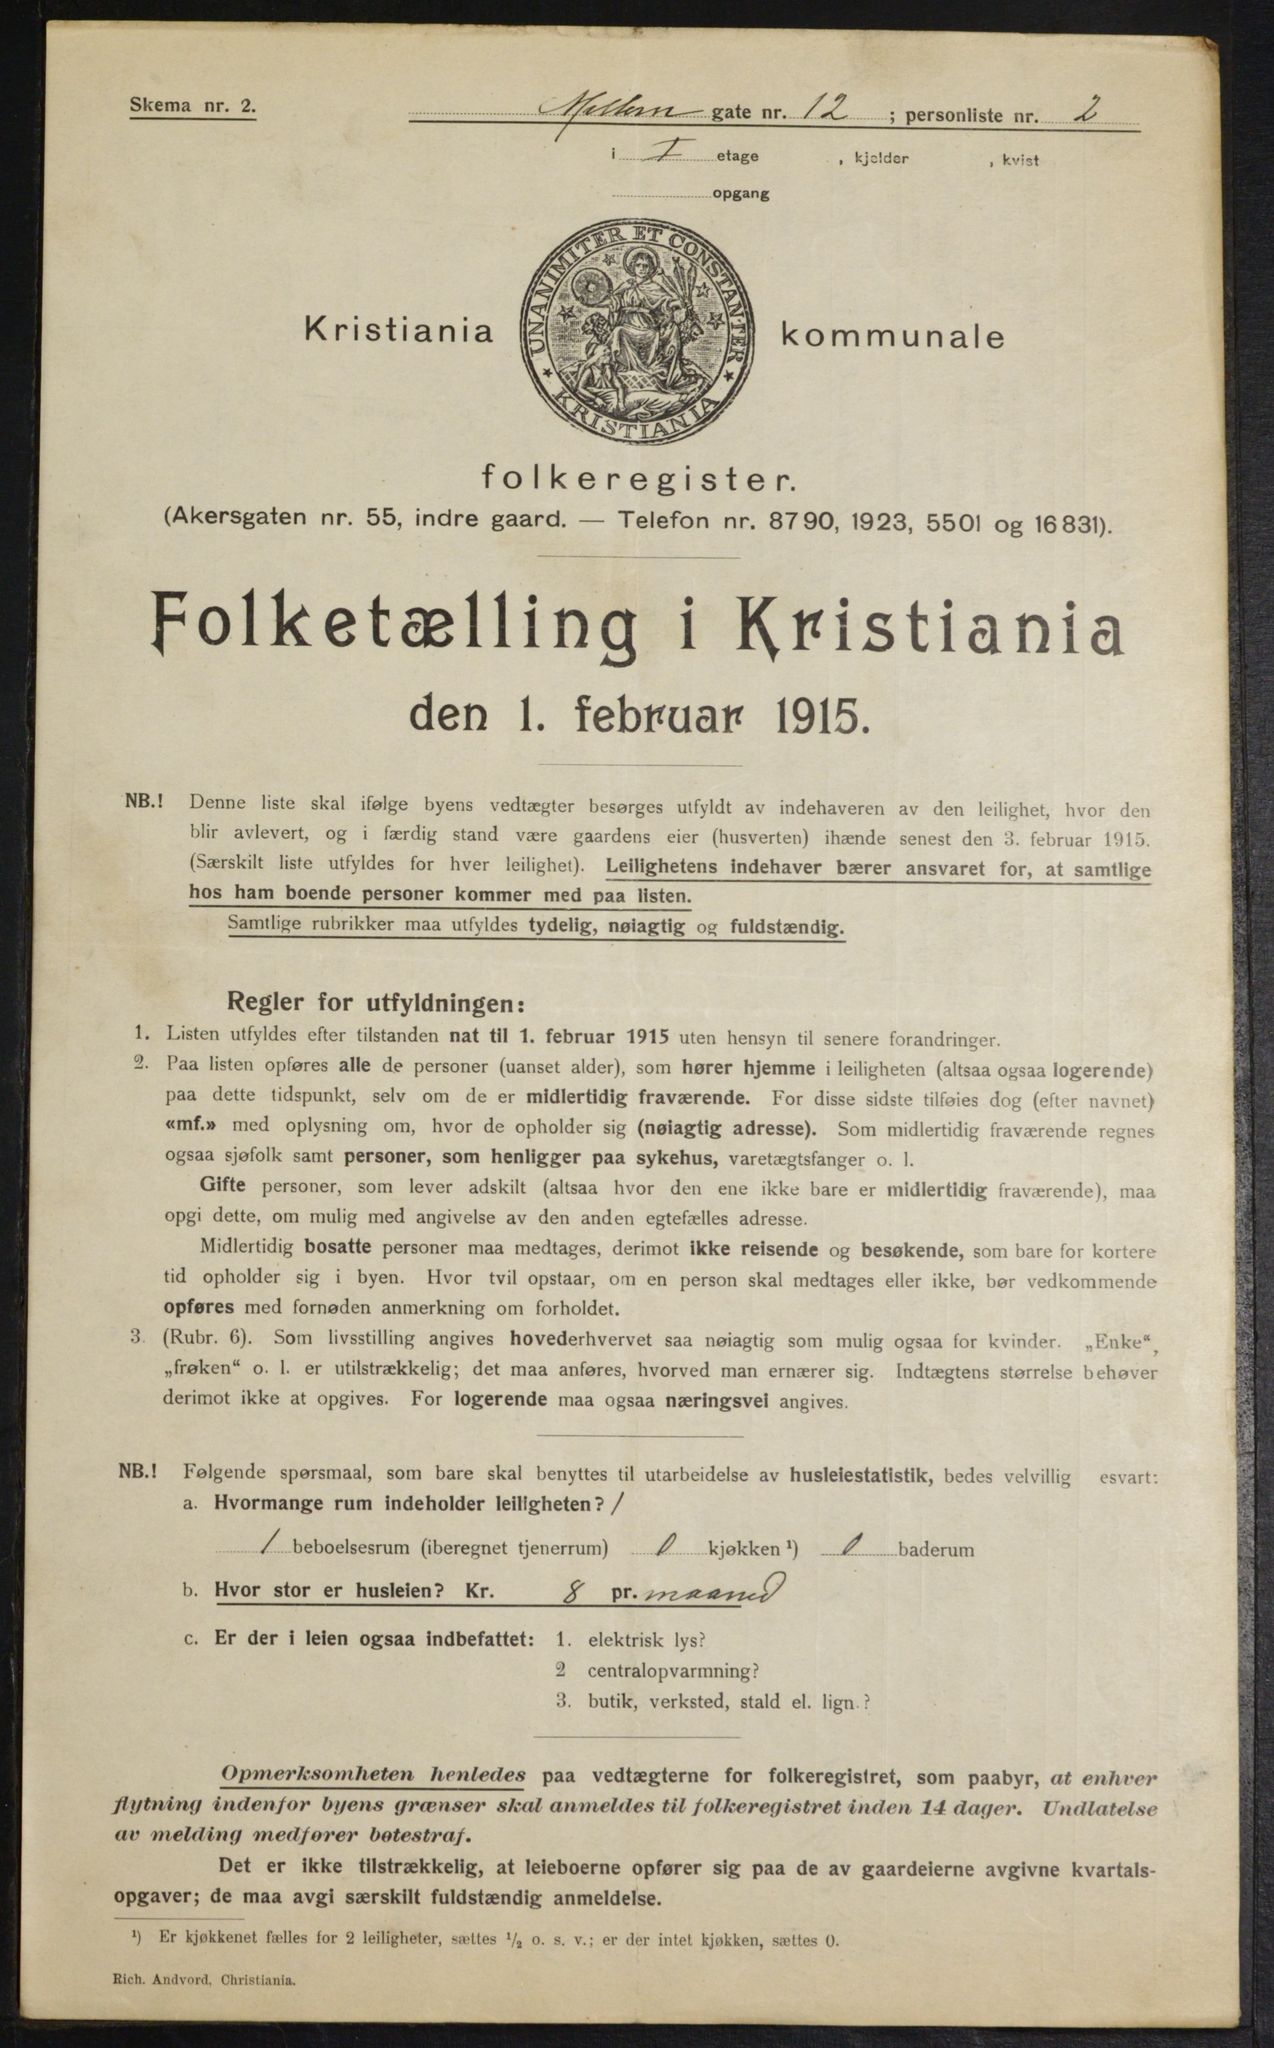 Skema nr. 2.
Mellem gate nr. 12 ; personliste nr. 2
i I etage , kjelder , kvist
opgang
UNANIMITER ET CONSTANTER
KRISTIANIA
Kristiania kommunale
folkeregister.
(Akersgaten nr. 55, indre gaard. — Telefon nr. 8790, 1923, 5501 og 16831).
Folketælling i Kristiania
den 1. februar 1915.
NB.! Denne liste skal ifølge byens vedtægter besørges utfyldt av indehaveren av den leilighet, hvor den
blir avlevert, og i færdig stand være gaardens eier (husverten) ihænde senest den 3. februar 1915.
(Særskilt liste utfyldes for hver leilighet). Leilighetens indehaver bærer ansvaret for, at samtlige
hos ham boende personer kommer med paa listen.
Samtlige rubrikker maa utfyldes tydelig, nøiagtig og fuldstændig.
Regler for utfyldningen:
1. Listen utfyldes efter tilstanden nat til 1. februar 1915 uten hensyn til senere forandringer.
2. Paa listen opføres alle de personer (uanset alder), som hører hjemme i leiligheten (altsaa ogsaa logerende)
paa dette tidspunkt, selv om de er midlertidig fraværende. For disse sidste tilføies dog (efter navnet)
«mf.» med oplysning om, hvor de opholder sig (nøiagtig adresse). Som midlertidig fraværende regnes
ogsaa sjøfolk samt personer, som henligger paa sykehus, varetægtsfanger o. l.
Gifte personer, som lever adskilt (altsaa hvor den ene ikke bare er midlertidig fraværende), maa
opgi dette, om mulig med angivelse av den anden egtefælles adresse.
Midlertidig bosatte personer maa medtages, derimot ikke reisende og besøkende, som bare for kortere
tid opholder sig i byen. Hvor tvil opstaar, om en person skal medtages eller ikke, bør vedkommende
opføres med fornøden anmerkning om forholdet.
3. (Rubr. 6). Som livsstilling angives hovederhvervet saa nøiagtig som mulig ogsaa for kvinder. „Enke“,
„frøken“ o. l. er utilstrækkelig; det maa anføres, hvorved man ernærer sig. Indtægtens størrelse behøver
derimot ikke at opgives. For logerende maa ogsaa næringsvei angives.
NB.! Følgende spørsmaal, som bare skal benyttes til utarbeidelse av husleiestatistik, bedes velvillig esvart:
a. Hvormange rum indeholder leiligheten? /
1 beboelsesrum (iberegnet tjenerrum) 0 kjøkken ¹) 0 baderum
b. Hvor stor er husleien? Kr. 8 pr. maaned
c. Er der i leien ogsaa indbefattet: 1. elektrisk lys?
2 centralopvarmning?
3. butik, verksted, stald el. lign.?
Opmerksomheten henledes paa vedtægterne for folkeregistret, som paabyr, at enhver
flytning indenfor byens grænser skal anmeldes til folkeregistret inden 14 dager. Undlatelse
av melding medfører bøtestraf.
Det er ikke tilstrækkelig, at leieboerne opfører sig paa de av gaardeierne avgivne kvartals-
opgaver; de maa avgi særskilt fuldstændig anmeldelse.
¹) Er kjøkkenet fælles for 2 leiligheter, sættes ½ o. s. v.; er der intet kjøkken, sættes 0.
Rich. Andvord, Christiania.